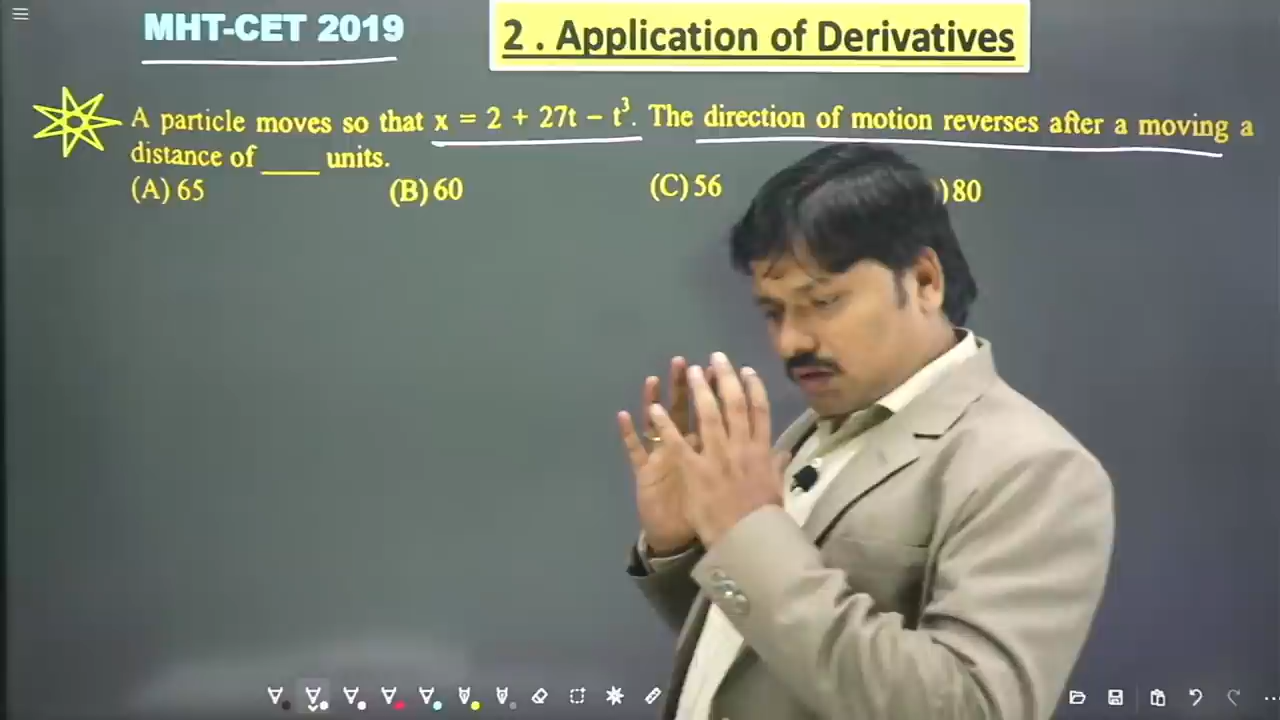 MHT-CET 2019
2 . Application of Derivatives
A particle moves so that x = 2 + 27t − t³. The direction of motion reverses after a moving a
distance of ____ units.
(A) 65 (B) 60 (C) 56 ) 80